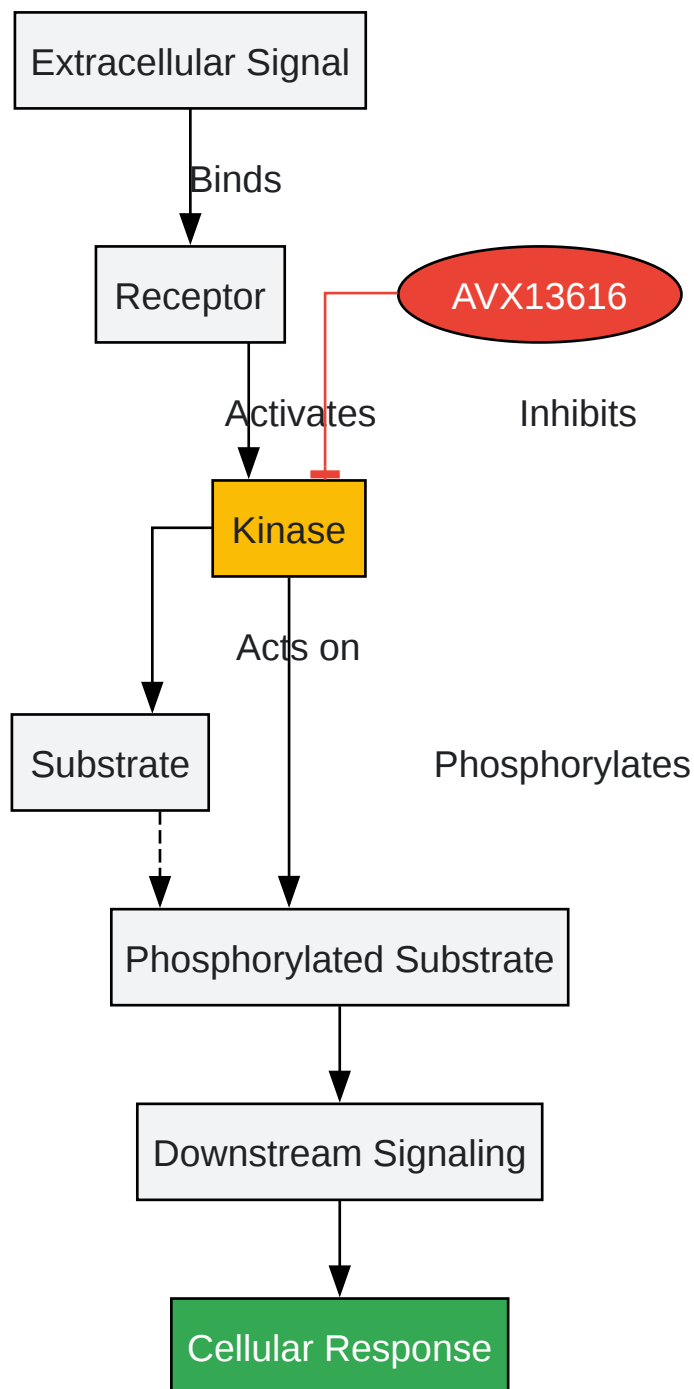 Extracellular Signal
Binds
Receptor
AVX13616
Activates
Inhibits
Kinase
Acts on
Substrate
Phosphorylates
Phosphorylated Substrate
Downstream Signaling
Cellular Response